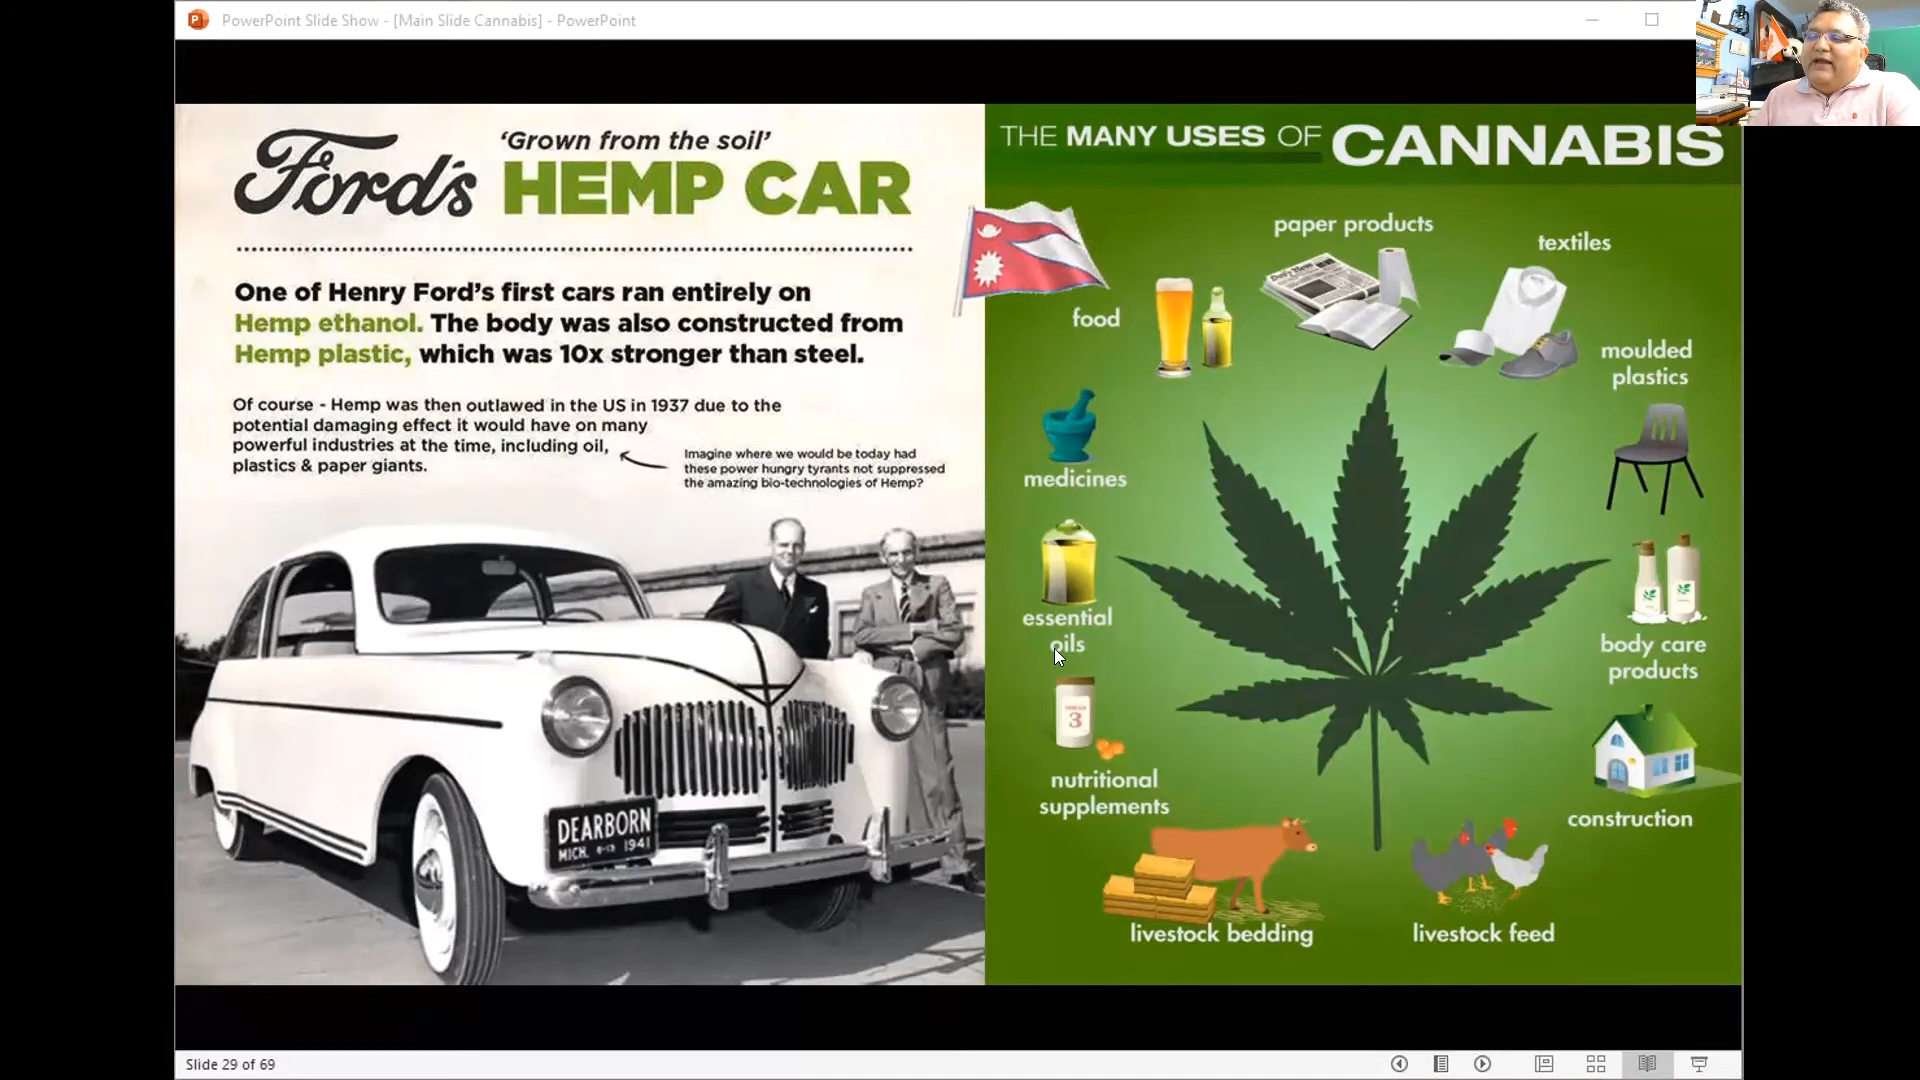 PowerPoint Slide Show - [Main Slide Cannabis] - PowerPoint
Ford's
'Grown from the soil'
HEMP CAR
One of Henry Ford's first cars ran entirely on
Hemp ethanol. The body was also constructed from
Hemp plastic, which was 10x stronger than steel.
Of course - Hemp was then outlawed in the US in 1937 due to the
potential damaging effect it would have on many
powerful industries at the time, including oil,
plastics & paper giants.
Imagine where we would be today had
these power hungry tyrants not suppressed
the amazing bio-technologies of Hemp?
DEARBORN
MICH. 8-13 1941
THE MANY USES OF CANNABIS
paper products
textiles
food
Daily News
moulded
plastics
medicines
essential
oils
body care
products
OMEGA
3
nutritional
supplements
construction
livestock bedding
livestock feed
Slide 29 of 69